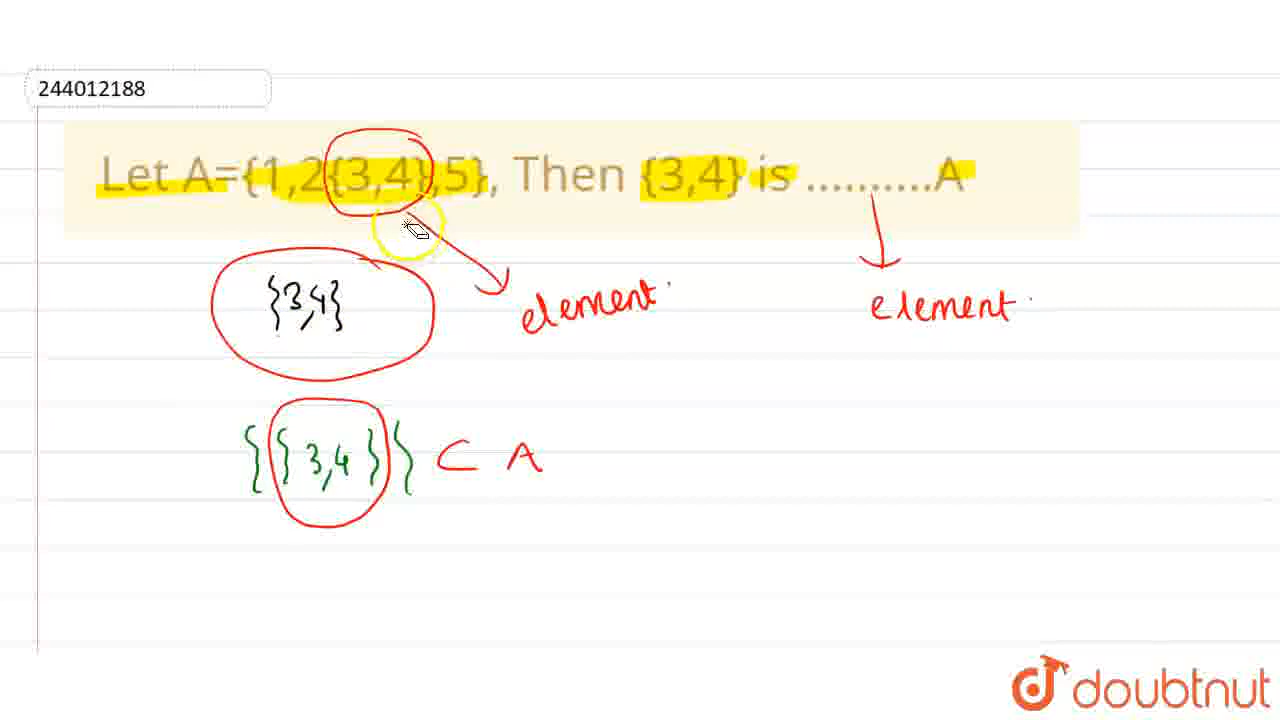 244012188
Let A={1,2{3,4},5}, Then {3,4} is ..........A
{3,4}
element
element
{{3,4}} ⊂ A
doubtnut